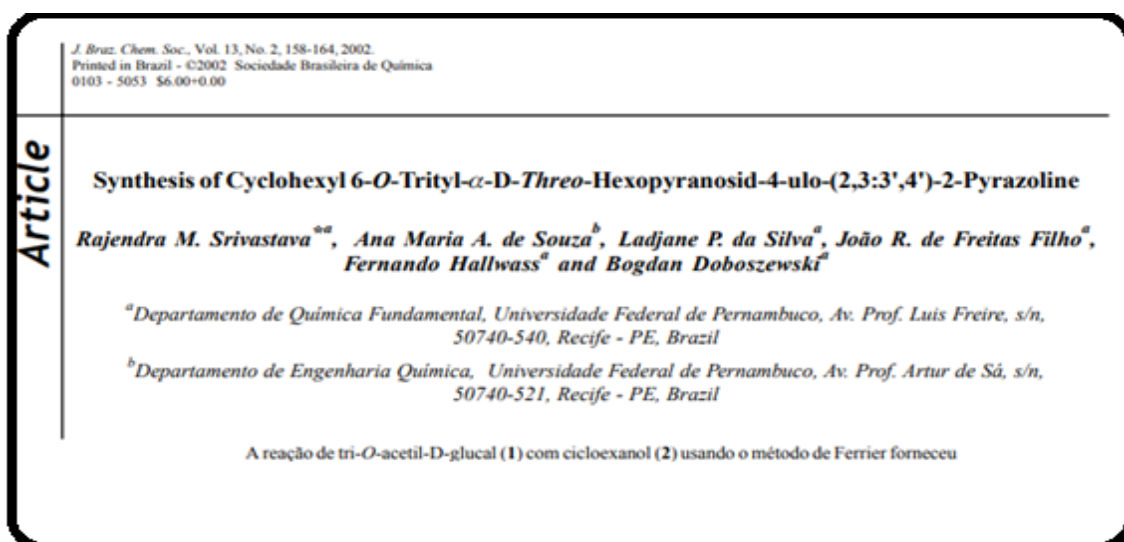 J. Braz. Chem. Soc., Vol. 13, No. 2, 158-164, 2002.
Printed in Brazil - ©2002 Sociedade Brasileira de Química
0103 - 5053 $6.00+0.00
Article
Synthesis of Cyclohexyl 6-O-Trityl-α-D-Threo-Hexopyranosid-4-ulo-(2,3:3',4')-2-Pyrazoline
Rajendra M. Srivastava*a, Ana Maria A. de Souzab, Ladjane P. da Silvaa, João R. de Freitas Filhoa,
Fernando Hallwassa and Bogdan Doboszewskia
aDepartamento de Química Fundamental, Universidade Federal de Pernambuco, Av. Prof. Luis Freire, s/n,
50740-540, Recife - PE, Brazil
bDepartamento de Engenharia Química, Universidade Federal de Pernambuco, Av. Prof. Artur de Sá, s/n,
50740-521, Recife - PE, Brazil
A reação de tri-O-acetil-D-glucal (1) com cicloexanol (2) usando o método de Ferrier forneceu